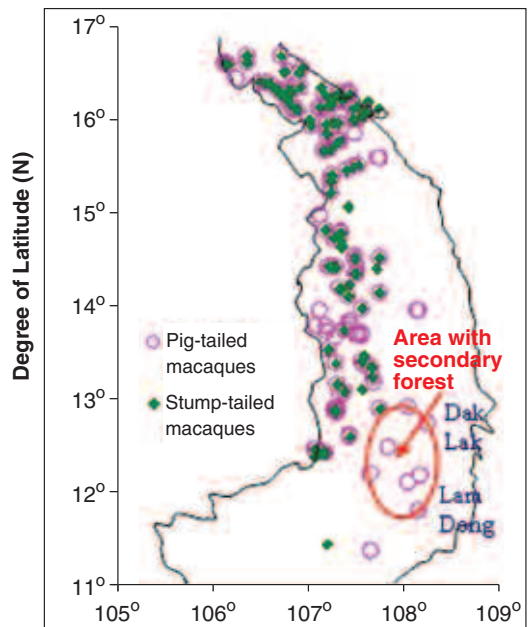 17°
16°
15°
14°
13°
12°
11°
Degree of Latitude (N)
Pig-tailed
macaques
Stump-tailed
macaques
Area with
secondary
forest
Dak
Lak
Lam
Dong
105°
106°
107°
108°
109°